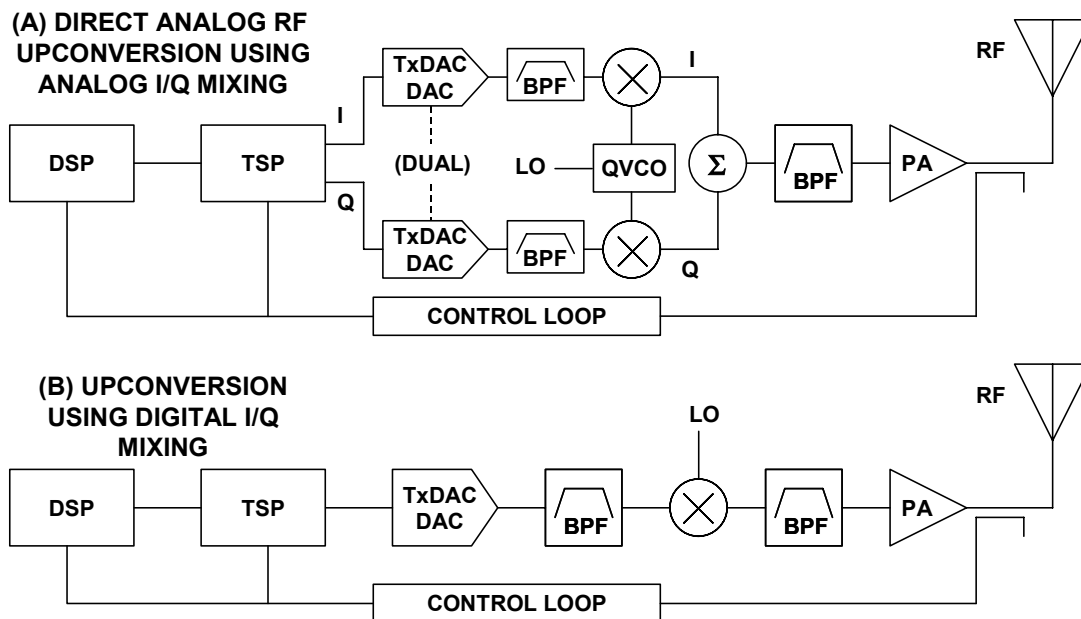 (A) DIRECT ANALOG RF
UPCONVERSION USING
ANALOG I/Q MIXING
DSP
TSP
I
Q
TxDAC
DAC
(DUAL)
TxDAC
DAC
BPF
BPF
I
LO
QVCO
Q
Σ
BPF
PA
RF
CONTROL LOOP
(B) UPCONVERSION
USING DIGITAL I/Q
MIXING
DSP
TSP
TxDAC
DAC
BPF
LO
BPF
PA
RF
CONTROL LOOP